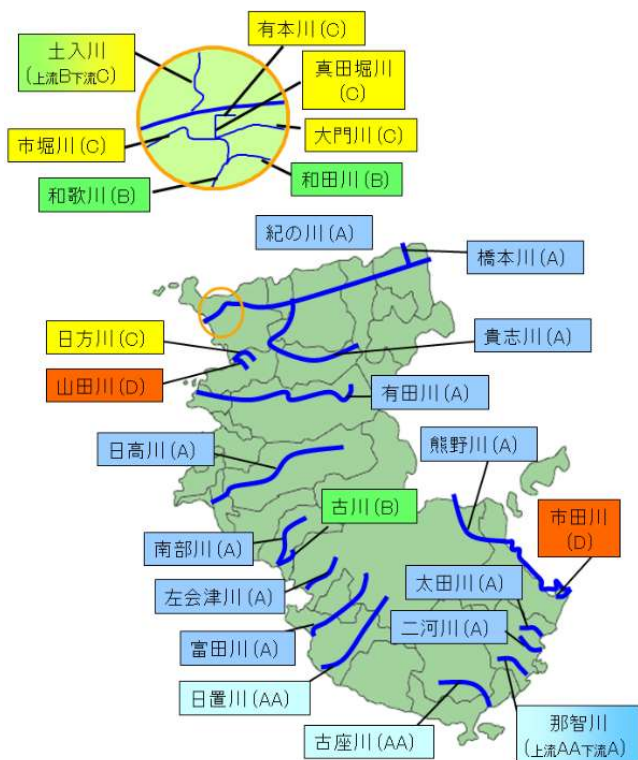 有本川(C)
土入川
(上流B下流C)
真田堀川
(C)
市堀川(C)
大門川(C)
和歌川(B)
和田川(B)
紀の川(A)
橋本川(A)
日方川(C)
貴志川(A)
山田川(D)
有田川(A)
日高川(A)
熊野川(A)
古川(B)
市田川
(D)
南部川(A)
太田川(A)
左会津川(A)
二河川(A)
富田川(A)
日置川(AA)
那智川
(上流AA下流A)
古座川(AA)